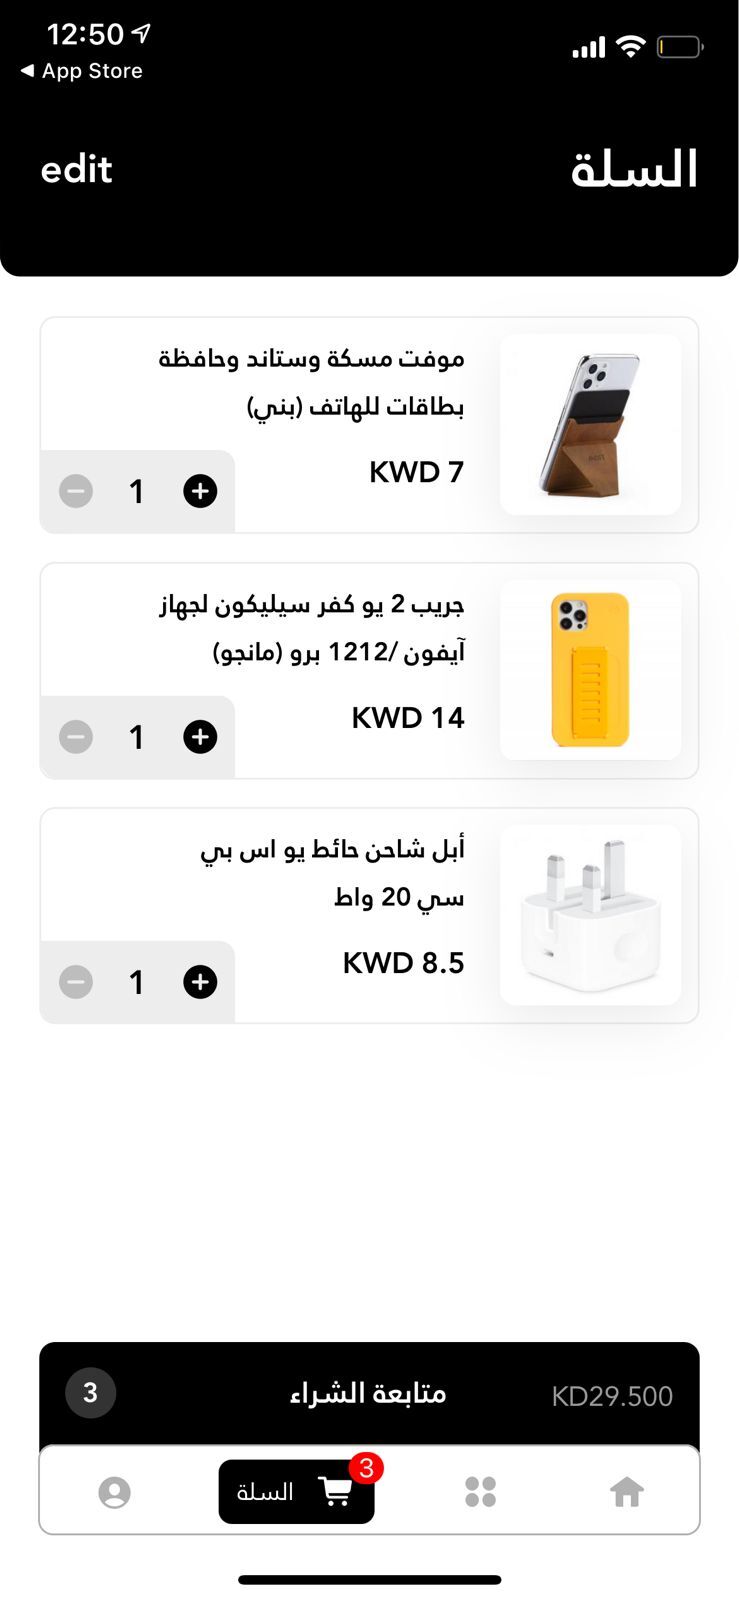 12:50
◀ App Store
السلة
edit
موفت مسكة وستاند وحافظة
بطاقات للهاتف (بني)
KWD 7
1
جريب 2 يو كفر سيليكون لجهاز
آيفون /1212 برو (مانجو)
KWD 14
1
أبل شاحن حائط يو اس بي
سي 20 واط
KWD 8.5
1
KD29.500
متابعة الشراء
3
3
السلة